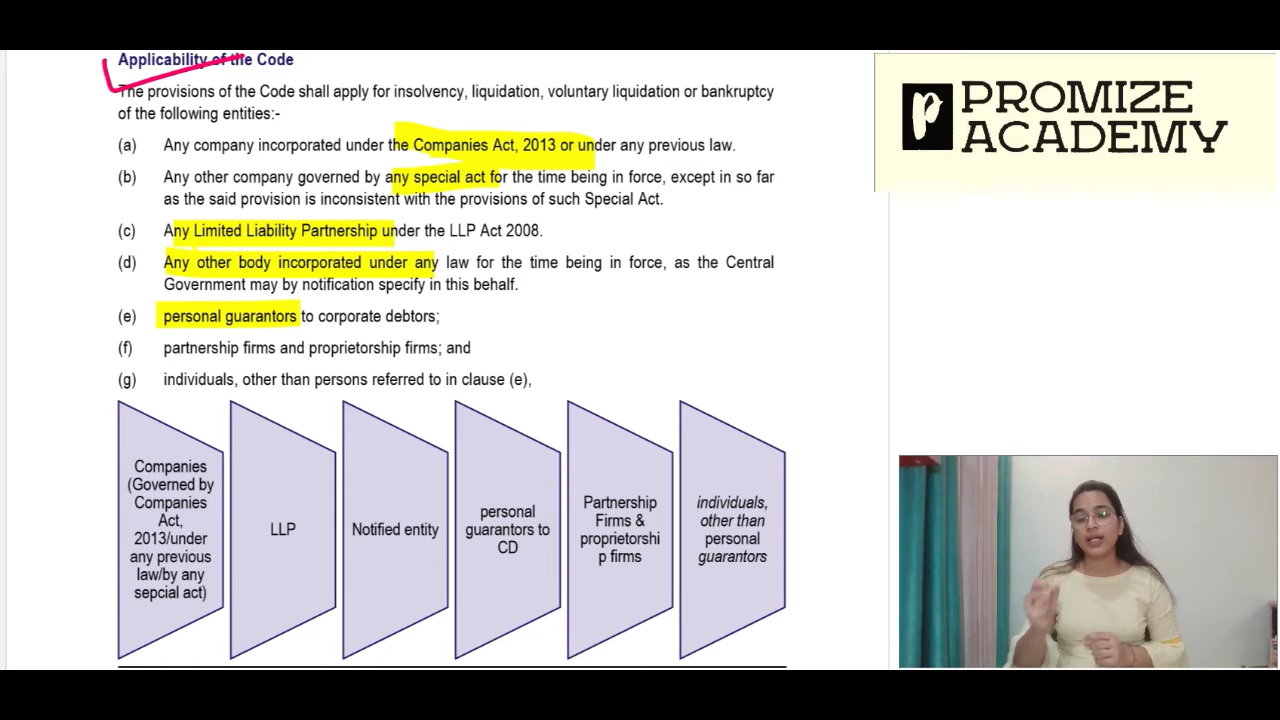 Applicability of the Code
The provisions of the Code shall apply for insolvency, liquidation, voluntary liquidation or bankruptcy
of the following entities:-
(a) Any company incorporated under the Companies Act, 2013 or under any previous law.
(b) Any other company governed by any special act for the time being in force, except in so far
as the said provision is inconsistent with the provisions of such Special Act.
(c) Any Limited Liability Partnership under the LLP Act 2008.
(d) Any other body incorporated under any law for the time being in force, as the Central
Government may by notification specify in this behalf.
(e) personal guarantors to corporate debtors;
(f) partnership firms and proprietorship firms; and
(g) individuals, other than persons referred to in clause (e),
Companies
(Governed by
Companies
Act,
2013/under
any previous
law/by any
sepcial act)
LLP
Notified entity
personal
guarantors to
CD
Partnership
Firms &
proprietorshi
p firms
individuals,
other than
personal
guarantors
p
PROMIZE
ACADEMY